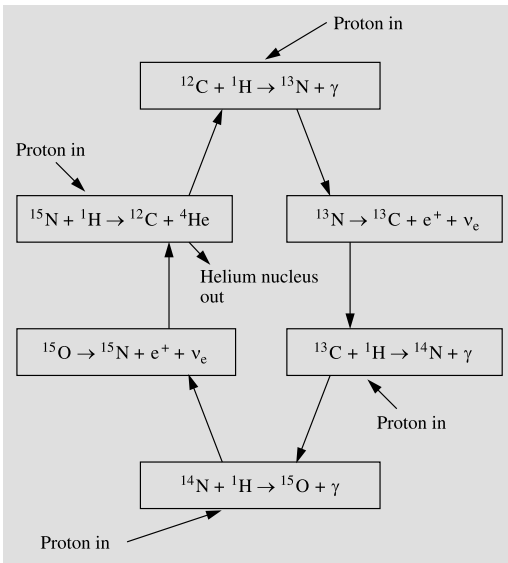 Proton in
¹²C + ¹H → ¹³N + γ
Proton in
¹⁵N + ¹H → ¹²C + ⁴He
¹³N → ¹³C + e⁺ + νₑ
Helium nucleus
out
¹⁵O → ¹⁵N + e⁺ + νₑ
¹³C + ¹H → ¹⁴N + γ
Proton in
¹⁴N + ¹H → ¹⁵O + γ
Proton in